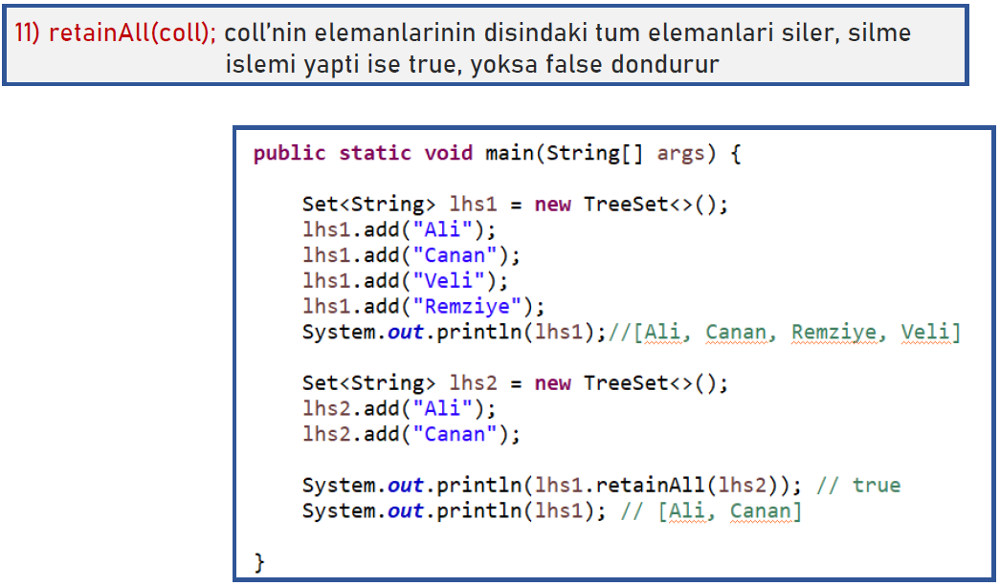 11) retainAll(coll); coll'nin elemanlarinin disindaki tum elemanlari siler, silme
islemi yapti ise true, yoksa false dondurur
public static void main(String[] args) {
Set<String> lhs1 = new TreeSet<>();
lhs1.add("Ali");
lhs1.add("Canan");
lhs1.add("Veli");
lhs1.add("Remziye");
System.out.println(lhs1);//[Ali, Canan, Remziye, Veli]
Set<String> lhs2 = new TreeSet<>();
lhs2.add("Ali");
lhs2.add("Canan");
System.out.println(lhs1.retainAll(lhs2)); // true
System.out.println(lhs1); // [Ali, Canan]
}